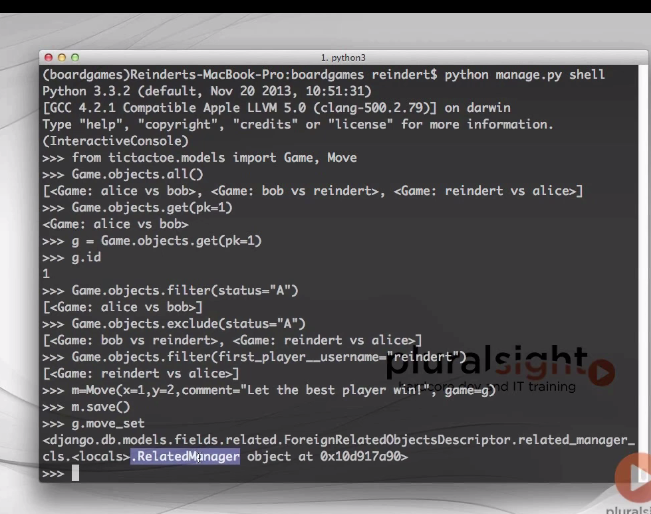 1. python3
(boardgames)Reinderts-MacBook-Pro:boardgames reindert$ python manage.py shell
Python 3.3.2 (default, Nov 20 2013, 10:51:31)
[GCC 4.2.1 Compatible Apple LLVM 5.0 (clang-500.2.79)] on darwin
Type "help", "copyright", "credits" or "license" for more information.
(InteractiveConsole)
>>> from tictactoe.models import Game, Move
>>> Game.objects.all()
[<Game: alice vs bob>, <Game: bob vs reindert>, <Game: reindert vs alice>]
>>> Game.objects.get(pk=1)
<Game: alice vs bob>
>>> g = Game.objects.get(pk=1)
>>> g.id
1
>>> Game.objects.filter(status="A")
[<Game: alice vs bob>]
>>> Game.objects.exclude(status="A")
[<Game: bob vs reindert>, <Game: reindert vs alice>]
>>> Game.objects.filter(first_player__username="reindert")
[<Game: reindert vs alice>]
>>> m=Move(x=1,y=2,comment="Let the best player win!", game=g)
>>> m.save()
>>> g.move_set
<django.db.models.fields.related.ForeignRelatedObjectsDescriptor.related_manager_
cls.<locals>.RelatedManager object at 0x10d917a90>
>>>
pluralsight
hardcore dev and IT training
pluralsi